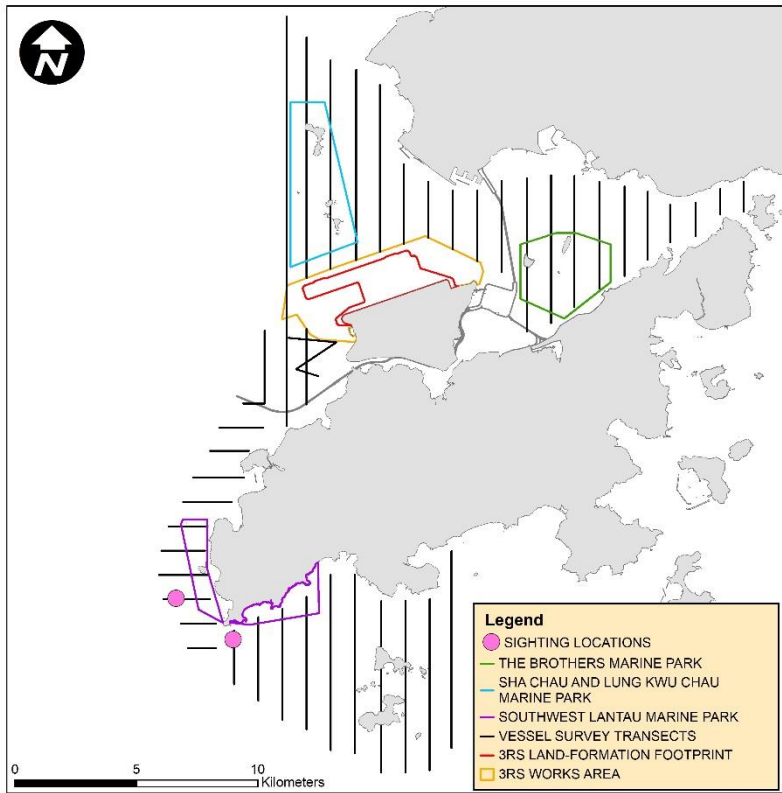 N
Legend
SIGHTING LOCATIONS
THE BROTHERS MARINE PARK
SHA CHAU AND LUNG KWU CHAU
MARINE PARK
SOUTHWEST LANTAU MARINE PARK
VESSEL SURVEY TRANSECTS
3RS LAND-FORMATION FOOTPRINT
3RS WORKS AREA
0 5 10
Kilometers